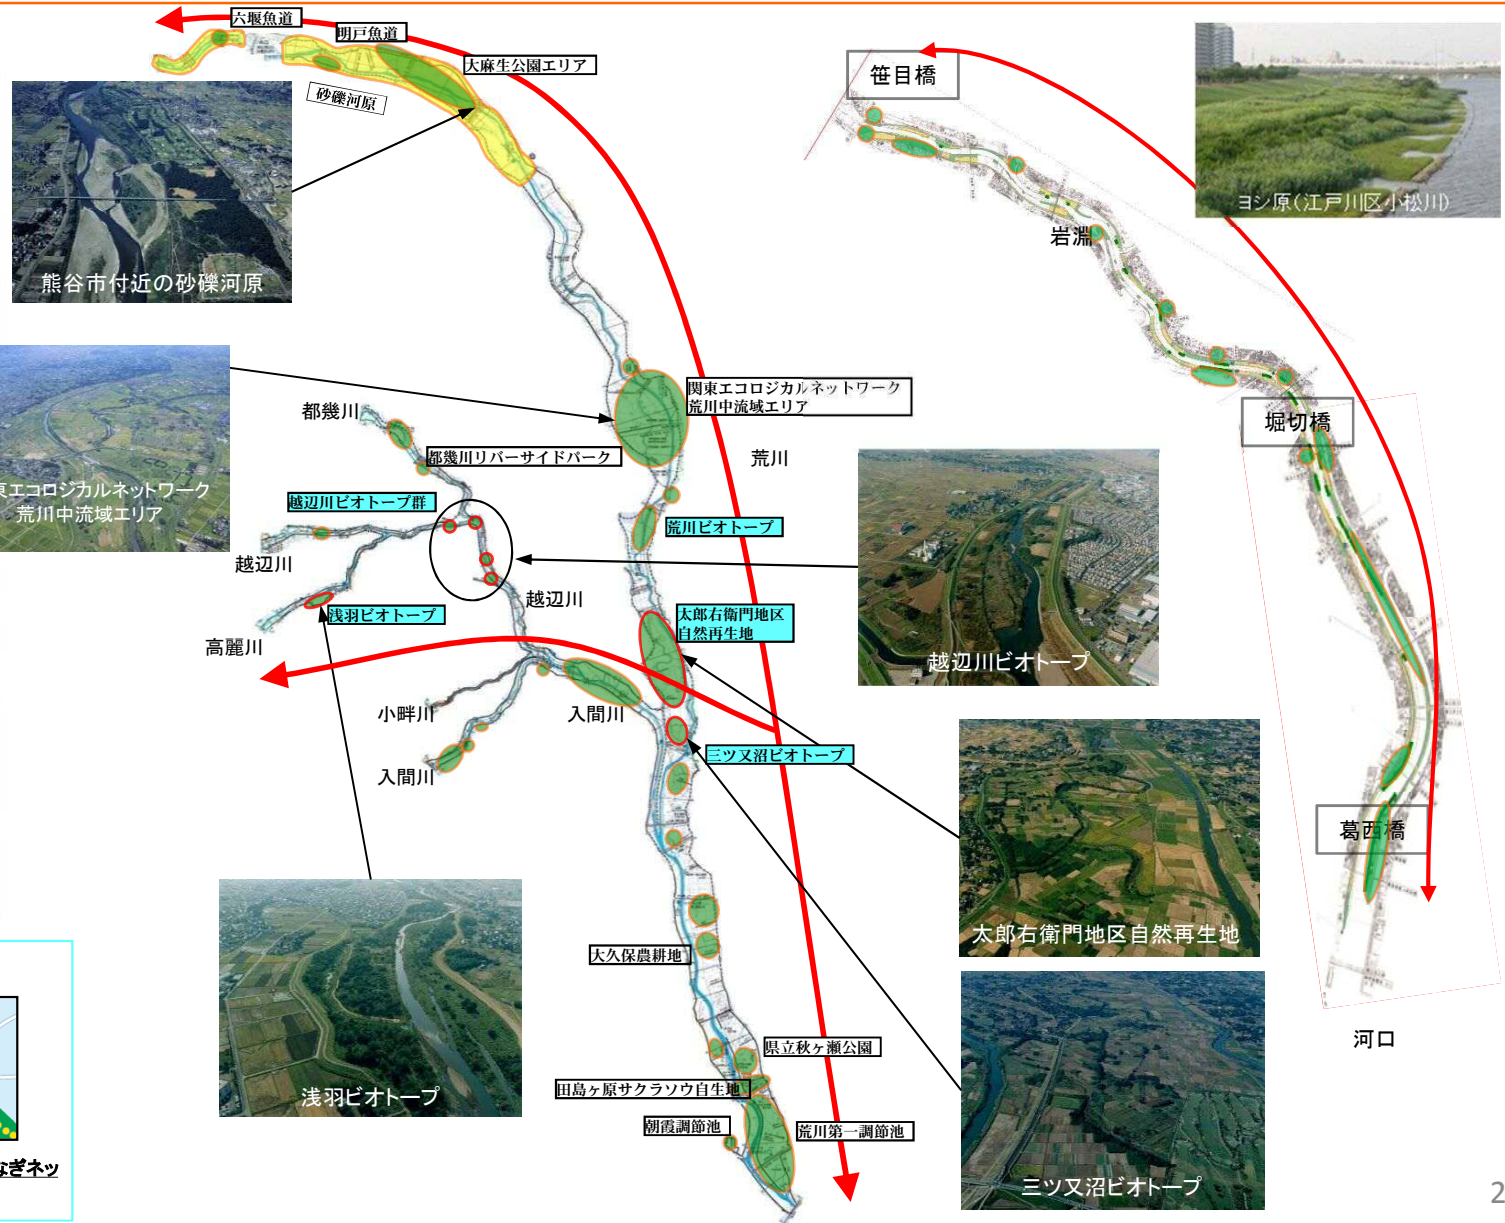 六堰魚道
明戸魚道
大麻生公園エリア
砂礫河原
熊谷市付近の砂礫河原
笹目橋
ヨシ原(江戸川区小松川)
岩淵
関東エコロジカルネットワーク
荒川中流域エリア
都幾川
都幾川リバーサイドパーク
荒川
堀切橋
東エコロジカルネットワーク
荒川中流域エリア
越辺川ビオトープ群
荒川ビオトープ
越辺川
越辺川
浅羽ビオトープ
太郎右衛門地区
自然再生地
高麗川
越辺川ビオトープ
小畔川
入間川
三ツ又沼ビオトープ
入間川
葛西橋
太郎右衛門地区自然再生地
大久保農耕地
河口
県立秋ヶ瀬公園
田島ヶ原サクラソウ自生地
浅羽ビオトープ
朝霞調節池
荒川第一調節池
なぎネッ
三ツ又沼ビオトープ
2